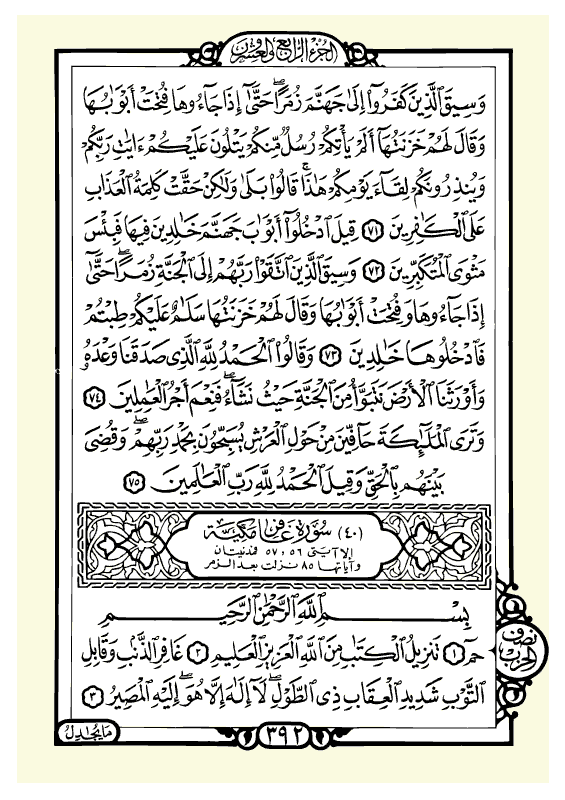 الجزء الرابع والعشرون
وَسِيقَ ٱلَّذِينَ كَفَرُوٓا۟ إِلَىٰ جَهَنَّمَ زُمَرًا ۖ حَتَّىٰٓ إِذَا جَآءُوهَا فُتِحَتْ أَبْوَٰبُهَا
وَقَالَ لَهُمْ خَزَنَتُهَآ أَلَمْ يَأْتِكُمْ رُسُلٌ مِّنكُمْ يَتْلُونَ عَلَيْكُمْ ءَايَٰتِ رَبِّكُمْ
وَيُنذِرُونَكُمْ لِقَآءَ يَوْمِكُمْ هَٰذَا ۚ قَالُوا۟ بَلَىٰ وَلَٰكِنْ حَقَّتْ كَلِمَةُ ٱلْعَذَابِ
عَلَى ٱلْكَٰفِرِينَ ٧١ قِيلَ ٱدْخُلُوٓا۟ أَبْوَٰبَ جَهَنَّمَ خَٰلِدِينَ فِيهَا ۖ فَبِئْسَ
مَثْوَى ٱلْمُتَكَبِّرِينَ ٧٢ وَسِيقَ ٱلَّذِينَ ٱتَّقَوْا۟ رَبَّهُمْ إِلَى ٱلْجَنَّةِ زُمَرًا ۖ حَتَّىٰٓ
إِذَا جَآءُوهَا وَفُتِحَتْ أَبْوَٰبُهَا وَقَالَ لَهُمْ خَزَنَتُهَا سَلَٰمٌ عَلَيْكُمْ طِبْتُمْ
فَٱدْخُلُوهَا خَٰلِدِينَ ٧٣ وَقَالُوا۟ ٱلْحَمْدُ لِلَّهِ ٱلَّذِى صَدَقَنَا وَعْدَهُۥ
وَأَوْرَثَنَا ٱلْأَرْضَ نَتَبَوَّأُ مِنَ ٱلْجَنَّةِ حَيْثُ نَشَآءُ ۖ فَنِعْمَ أَجْرُ ٱلْعَٰمِلِينَ ٧٤
وَتَرَى ٱلْمَلَٰٓئِكَةَ حَآفِّينَ مِنْ حَوْلِ ٱلْعَرْشِ يُسَبِّحُونَ بِحَمْدِ رَبِّهِمْ ۖ وَقُضِىَ
بَيْنَهُم بِٱلْحَقِّ وَقِيلَ ٱلْحَمْدُ لِلَّهِ رَبِّ ٱلْعَٰلَمِينَ ٧٥
(٤٠) سُورَةِ غَافِرٍ مَكِّيَّة
إلا آيتى ٥٦ و ٥٧ فمدنيتان
وآياتها ٨٥ نزلت بعد الزمر
بِسْمِ ٱللَّهِ ٱلرَّحْمَٰنِ ٱلرَّحِيمِ
حمٓ ١ تَنزِيلُ ٱلْكِتَٰبِ مِنَ ٱللَّهِ ٱلْعَزِيزِ ٱلْعَلِيمِ ٢ غَافِرِ ٱلذَّنۢبِ وَقَابِلِ
ٱلتَّوْبِ شَدِيدِ ٱلْعِقَابِ ذِى ٱلطَّوْلِ ۖ لَآ إِلَٰهَ إِلَّا هُوَ ۖ إِلَيْهِ ٱلْمَصِيرُ ٣
نصف
الحزب
٣٩٢
مَا يُجَادِلُ